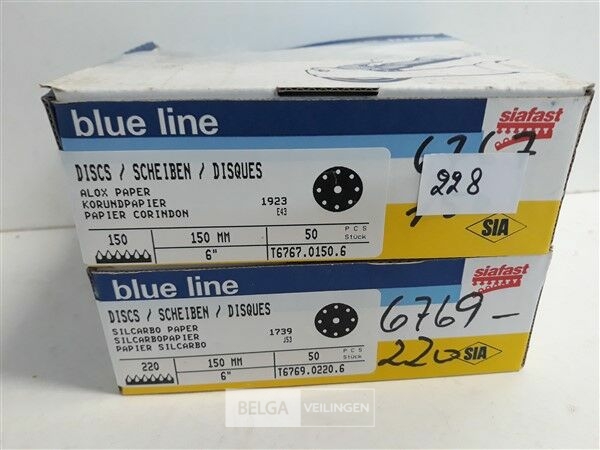 blue line
siafast
DISCS / SCHEIBEN / DISQUES
ALOX PAPER
KORUNDPAPIER
PAPIER CORINDON
1923
E43
150
150 MM
6"
50
PCS
Stück
T6767.0150.6
6767
228
SIA
blue line
siafast
DISCS / SCHEIBEN / DISQUES
SILCARBO PAPER
SILCARBOPAPIER
PAPIER SILCARBO
1739
J53
220
150 MM
6"
50
PCS
Stück
T6769.0220.6
6769-
220
SIA
BELGA VEILINGEN